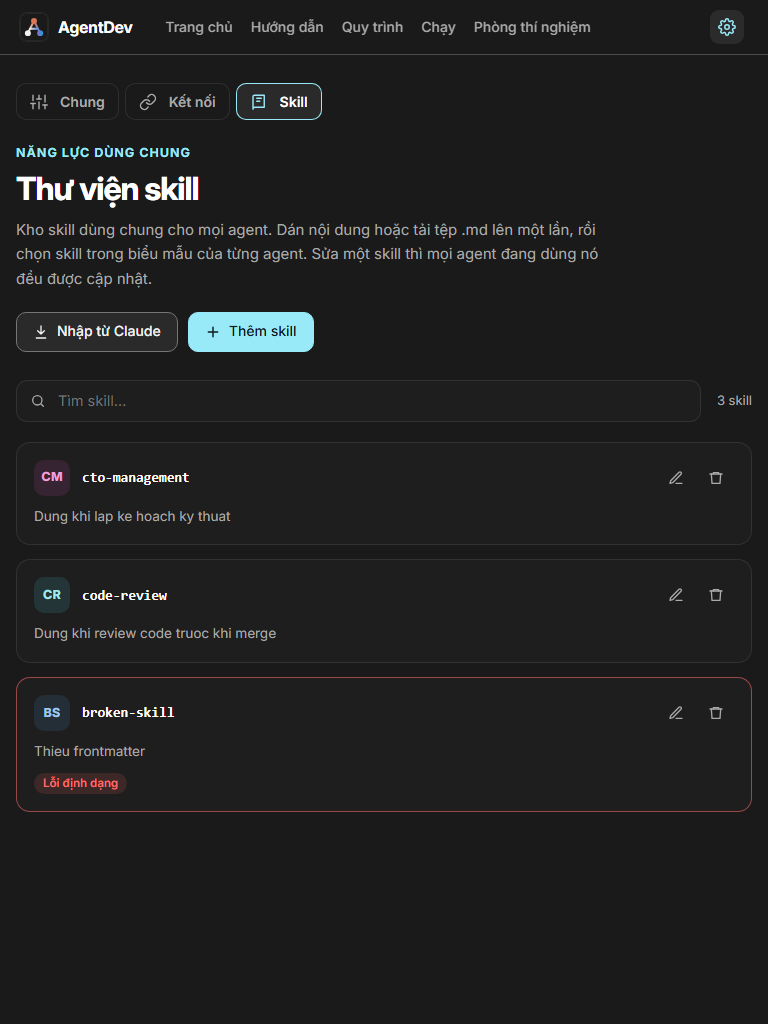 AgentDev Trang chủ Hướng dẫn Quy trình Chạy Phòng thí nghiệm
Chung Kết nối Skill
NĂNG LỰC DÙNG CHUNG
Thư viện skill
Kho skill dùng chung cho mọi agent. Dán nội dung hoặc tải tệp .md lên một lần, rồi
chọn skill trong biểu mẫu của từng agent. Sửa một skill thì mọi agent đang dùng nó
đều được cập nhật.
Nhập từ Claude Thêm skill
Tìm skill... 3 skill
CM cto-management
Dung khi lap ke hoach ky thuat
CR code-review
Dung khi review code truoc khi merge
BS broken-skill
Thieu frontmatter
Lỗi định dạng